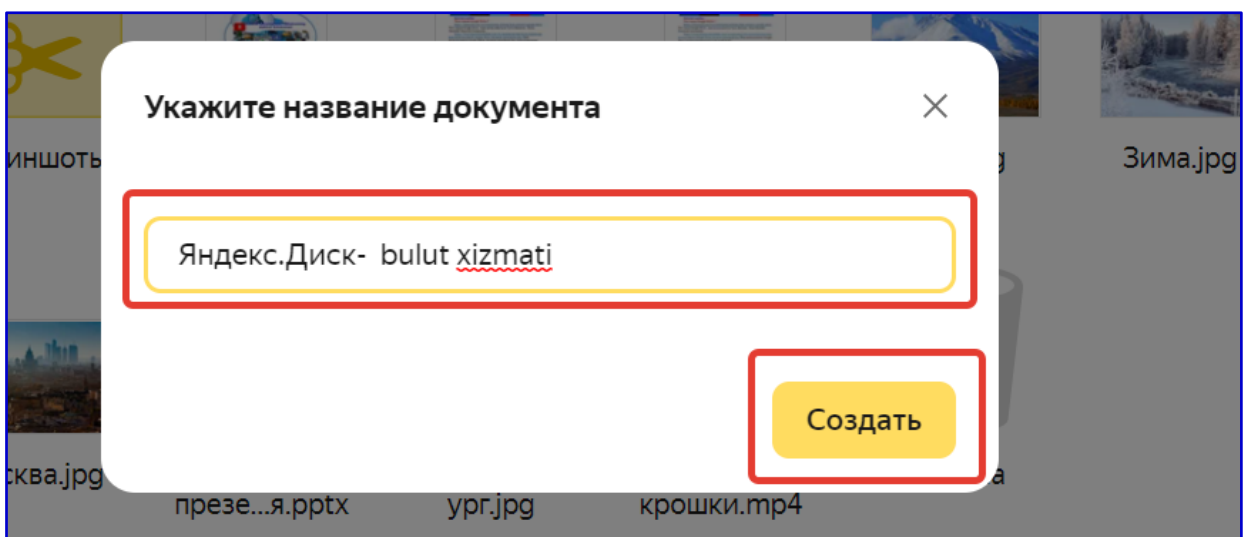 Укажите название документа
иншоть
Зима.jpg
Яндекс.Диск- bulut xizmati
Создать
сква.jpg
презе...я.pptx
ург.jpg
крошки.mp4